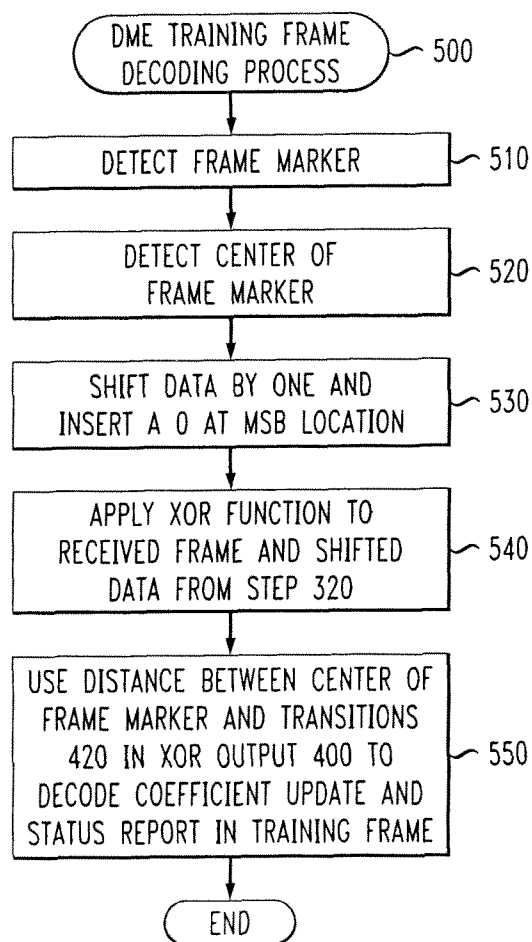 DME TRAINING FRAME
DECODING PROCESS
500
DETECT FRAME MARKER
510
DETECT CENTER OF
FRAME MARKER
520
SHIFT DATA BY ONE AND
INSERT A 0 AT MSB LOCATION
530
APPLY XOR FUNCTION TO
RECEIVED FRAME AND SHIFTED
DATA FROM STEP 320
540
USE DISTANCE BETWEEN CENTER OF
FRAME MARKER AND TRANSITIONS
420 IN XOR OUTPUT 400 TO
DECODE COEFFICIENT UPDATE AND
STATUS REPORT IN TRAINING FRAME
550
END